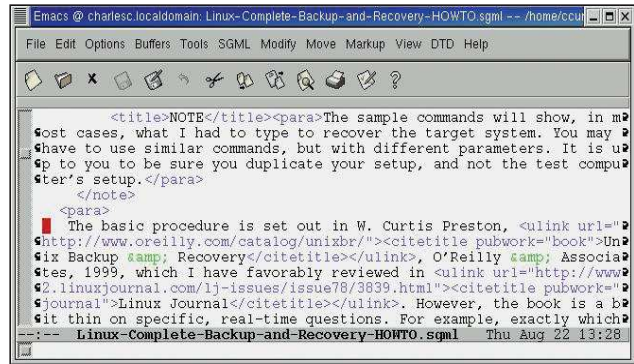 Emacs @ charlesc.localdomain: Linux-Complete-Backup-and-Recovery-HOWTO.sgml -- /home/ccur
File Edit Options Buffers Tools SGML Modify Move Markup View DTD Help
<title>NOTE</title><para>The sample commands will show, in m
ost cases, what I had to type to recover the target system. You may
have to use similar commands, but with different parameters. It is u
p to you to be sure you duplicate your setup, and not the test compu
ter's setup.</para>
</note>
<para>
The basic procedure is set out in W. Curtis Preston, <ulink url="
http://www.oreilly.com/catalog/unixbr/"><citetitle pubwork="book">Un
ix Backup &amp; Recovery</citetitle></ulink>, O'Reilly &amp; Associa
tes, 1999, which I have favorably reviewed in <ulink url="http://www
2.linuxjournal.com/lj-issues/issue78/3839.html"><citetitle pubwork="
journal">Linux Journal</citetitle></ulink>. However, the book is a b
it thin on specific, real-time questions. For example, exactly which
--:-- Linux-Complete-Backup-and-Recovery-HOWTO.sgml Thu Aug 22 13:28